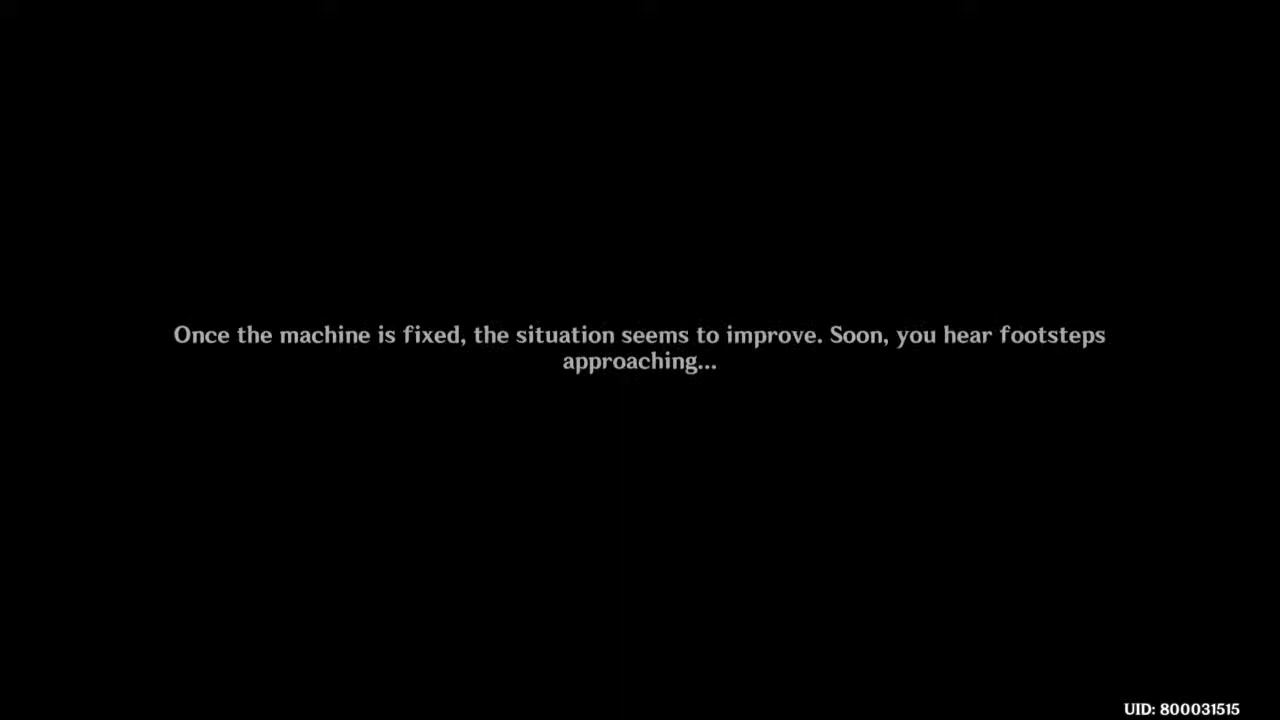 Once the machine is fixed, the situation seems to improve. Soon, you hear footsteps
approaching...
UID: 800031515